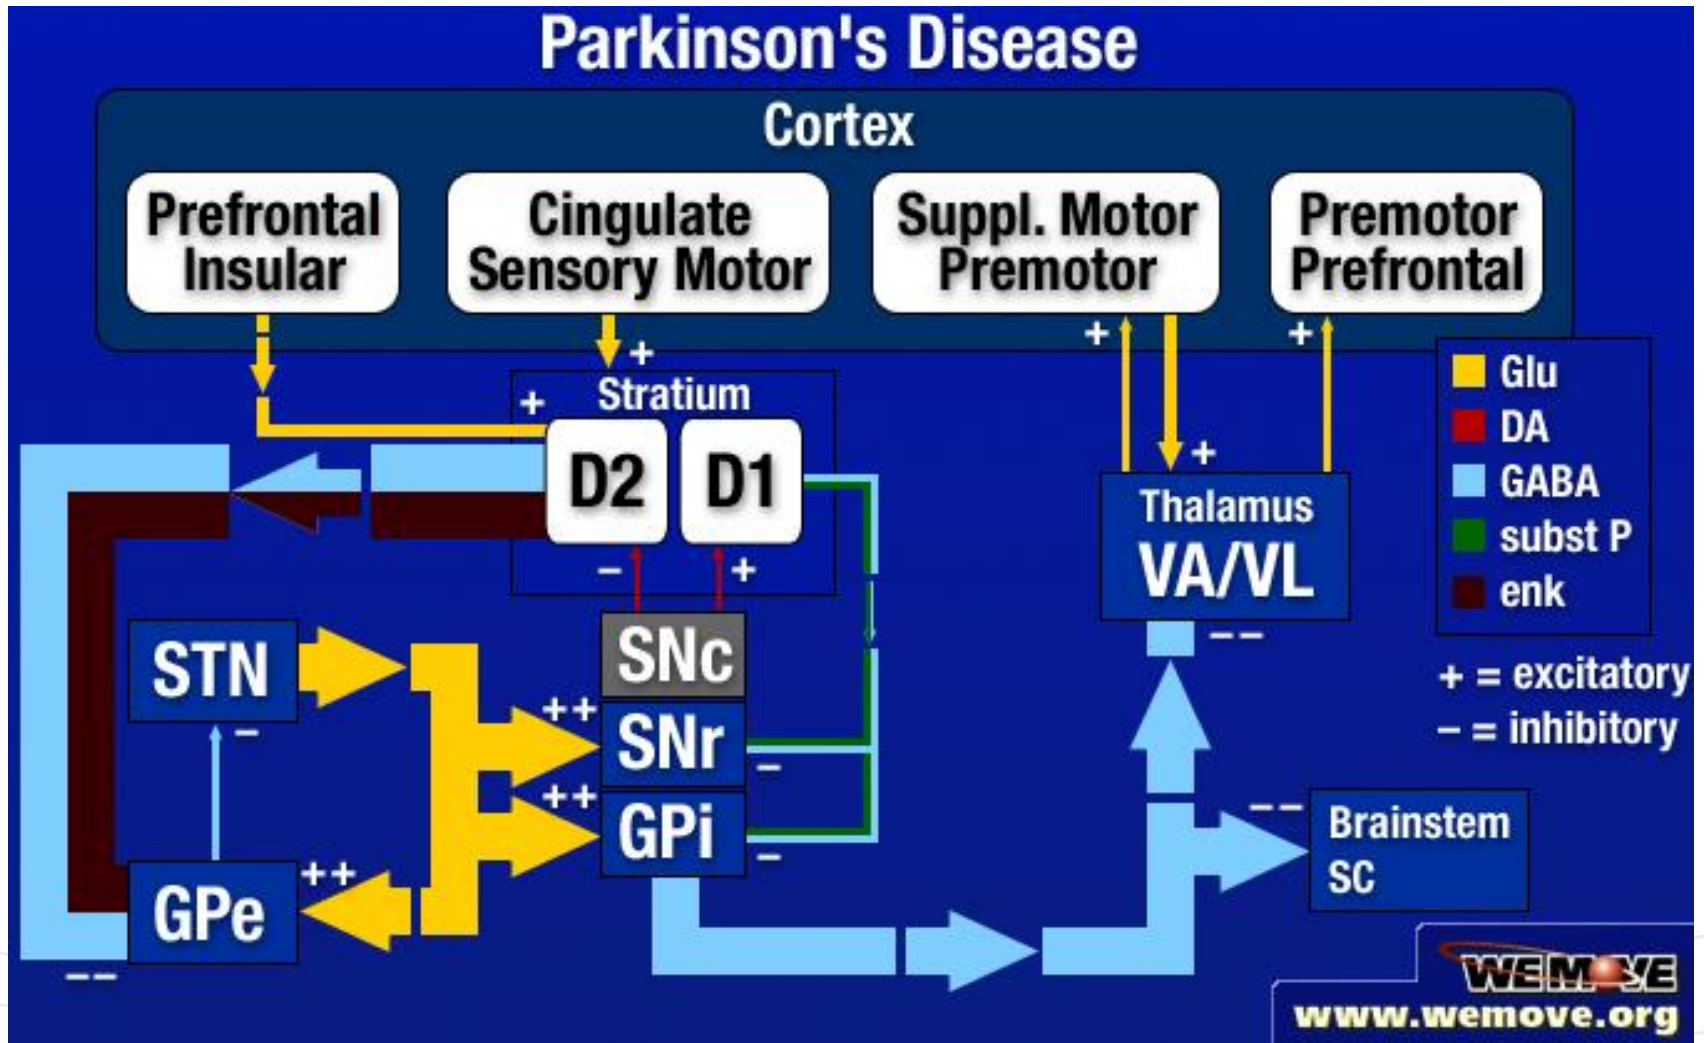 Parkinson's Disease
Cortex
Prefrontal
Insular
Cingulate
Sensory Motor
Suppl. Motor
Premotor
Premotor
Prefrontal
+
+
+
+
Stratium
D2
D1
–
+
+
Thalamus
VA/VL
– –
Glu
DA
GABA
subst P
enk
+ = excitatory
– = inhibitory
STN
–
GPe
++
– –
SNc
++
SNr
–
++
GPi
–
– –
Brainstem
SC
WE MOVE
www.wemove.org